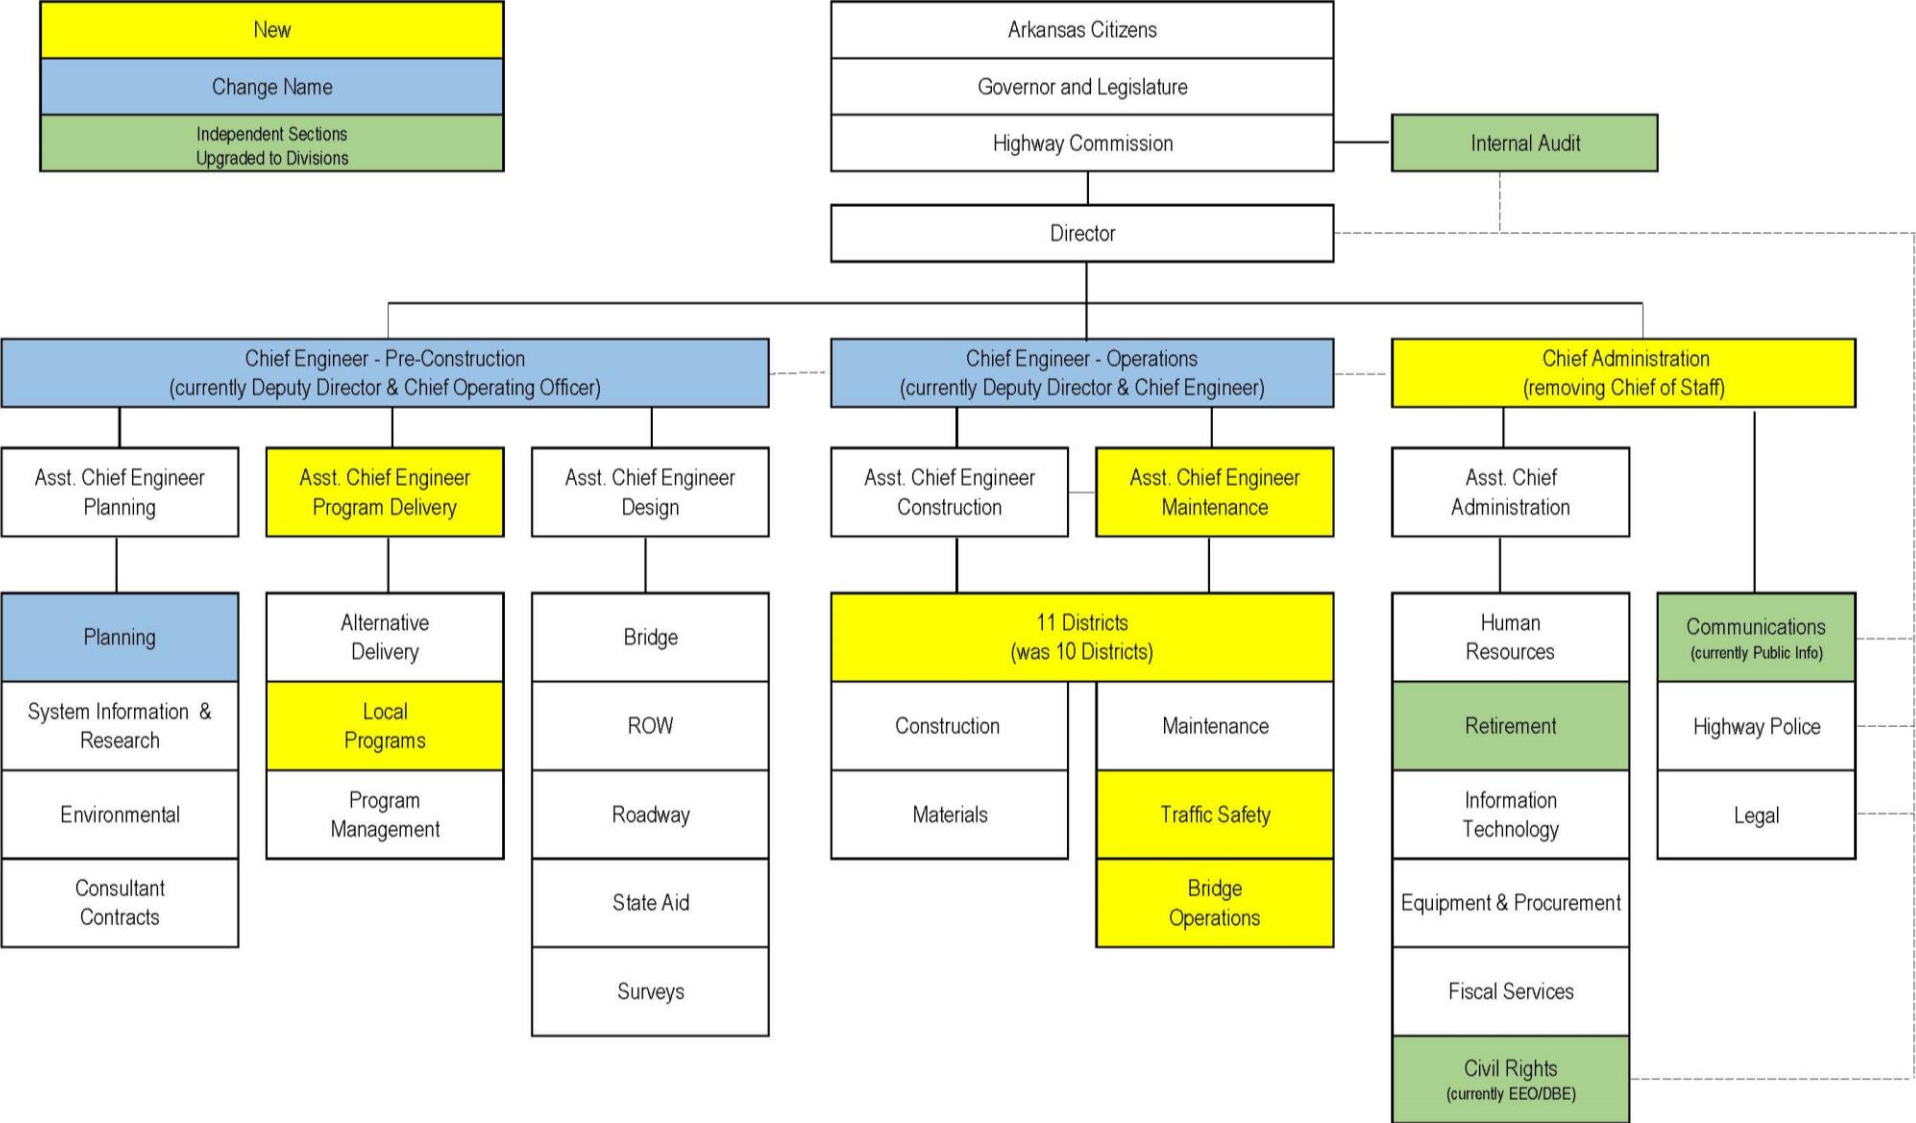 New
Change Name
Independent Sections
Upgraded to Divisions
Arkansas Citizens
Governor and Legislature
Highway Commission
Internal Audit
Director
Chief Engineer - Pre-Construction
(currently Deputy Director & Chief Operating Officer)
Chief Engineer - Operations
(currently Deputy Director & Chief Engineer)
Chief Administration
(removing Chief of Staff)
Asst. Chief Engineer
Planning
Asst. Chief Engineer
Program Delivery
Asst. Chief Engineer
Design
Asst. Chief Engineer
Construction
Asst. Chief Engineer
Maintenance
Asst. Chief
Administration
Planning
System Information &
Research
Environmental
Consultant
Contracts
Alternative
Delivery
Local
Programs
Program
Management
Bridge
ROW
Roadway
State Aid
Surveys
11 Districts
(was 10 Districts)
Construction
Materials
Maintenance
Traffic Safety
Bridge
Operations
Human
Resources
Retirement
Information
Technology
Equipment & Procurement
Fiscal Services
Civil Rights
(currently EEO/DBE)
Communications
(currently Public Info)
Highway Police
Legal